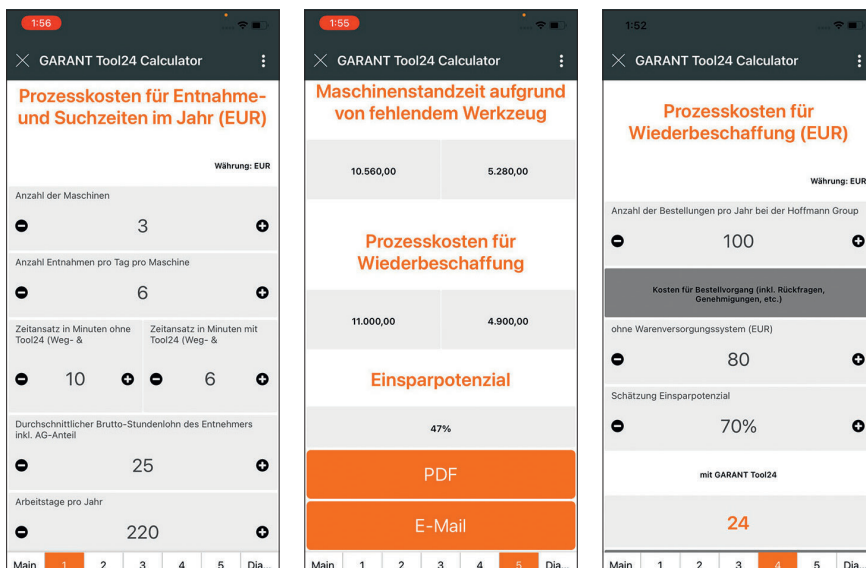 1:56
GARANT Tool24 Calculator
Prozesskosten für Entnahme-
und Suchzeiten im Jahr (EUR)
Währung: EUR
Anzahl der Maschinen
3
Anzahl Entnahmen pro Tag pro Maschine
6
Zeitansatz in Minuten ohne
Tool24 (Weg- &
Zeitansatz in Minuten mit
Tool24 (Weg- &
10
6
Durchschnittlicher Brutto-Stundenlohn des Entnehmers
inkl. AG-Anteil
25
Arbeitstage pro Jahr
220
Main 1 2 3 4 5 Dia...
1:55
GARANT Tool24 Calculator
Maschinenstandzeit aufgrund
von fehlendem Werkzeug
10.560,00 5.280,00
Prozesskosten für
Wiederbeschaffung
11.000,00 4.900,00
Einsparpotenzial
47%
PDF
E-Mail
Main 1 2 3 4 5 Dia...
1:52
GARANT Tool24 Calculator
Prozesskosten für
Wiederbeschaffung (EUR)
Währung: EUR
Anzahl der Bestellungen pro Jahr bei der Hoffmann Group
100
Kosten für Bestellvorgang (inkl. Rückfragen,
Genehmigungen, etc.)
ohne Warenversorgungssystem (EUR)
80
Schätzung Einsparpotenzial
70%
mit GARANT Tool24
24
Main 1 2 3 4 5 Dia...